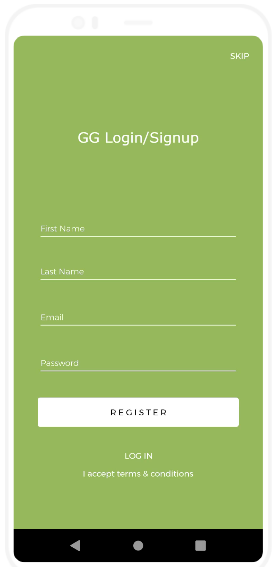 SKIP
GG Login/Signup
First Name
Last Name
Email
Password
REGISTER
LOG IN
I accept terms & conditions